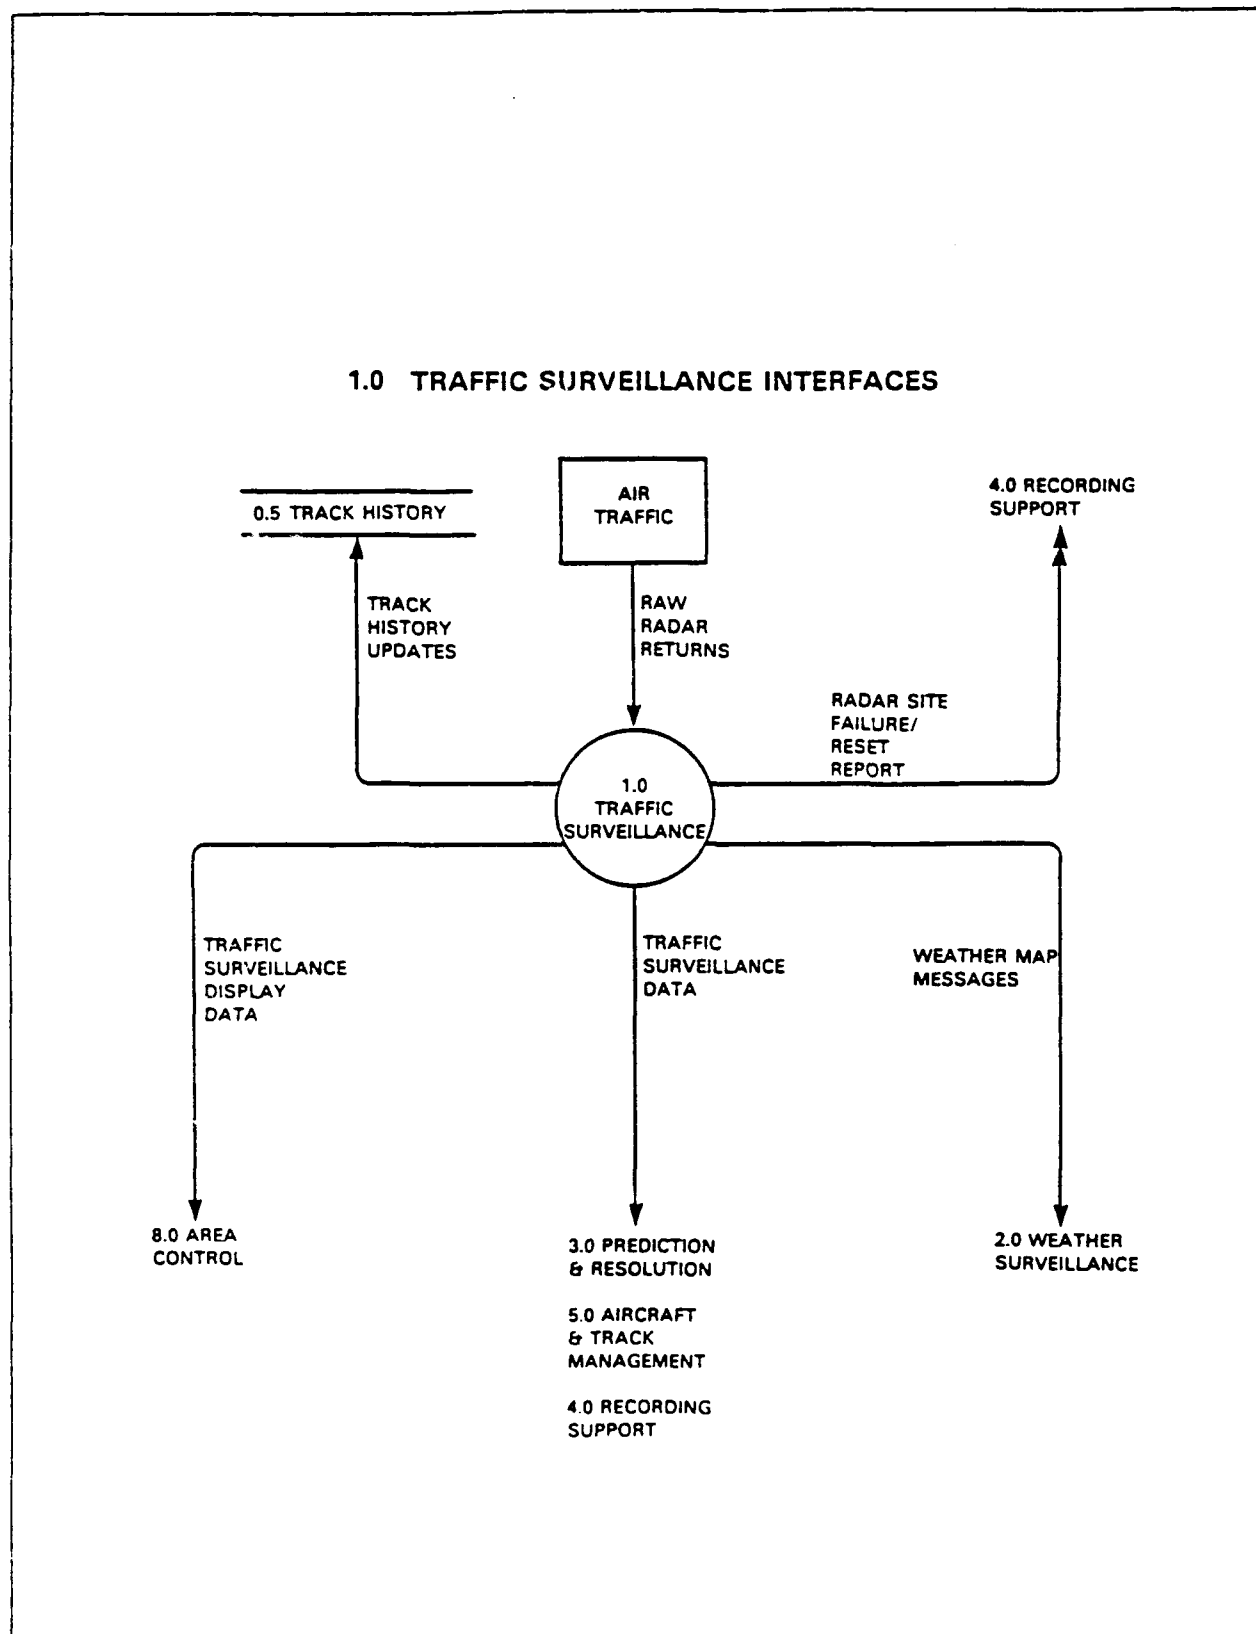 1.0 TRAFFIC SURVEILLANCE INTERFACES
0.5 TRACK HISTORY
AIR
TRAFFIC
4.0 RECORDING
SUPPORT
TRACK
HISTORY
UPDATES
RAW
RADAR
RETURNS
RADAR SITE
FAILURE/
RESET
REPORT
1.0
TRAFFIC
SURVEILLANCE
TRAFFIC
SURVEILLANCE
DISPLAY
DATA
TRAFFIC
SURVEILLANCE
DATA
WEATHER MAP
MESSAGES
8.0 AREA
CONTROL
3.0 PREDICTION
& RESOLUTION
5.0 AIRCRAFT
& TRACK
MANAGEMENT
4.0 RECORDING
SUPPORT
2.0 WEATHER
SURVEILLANCE